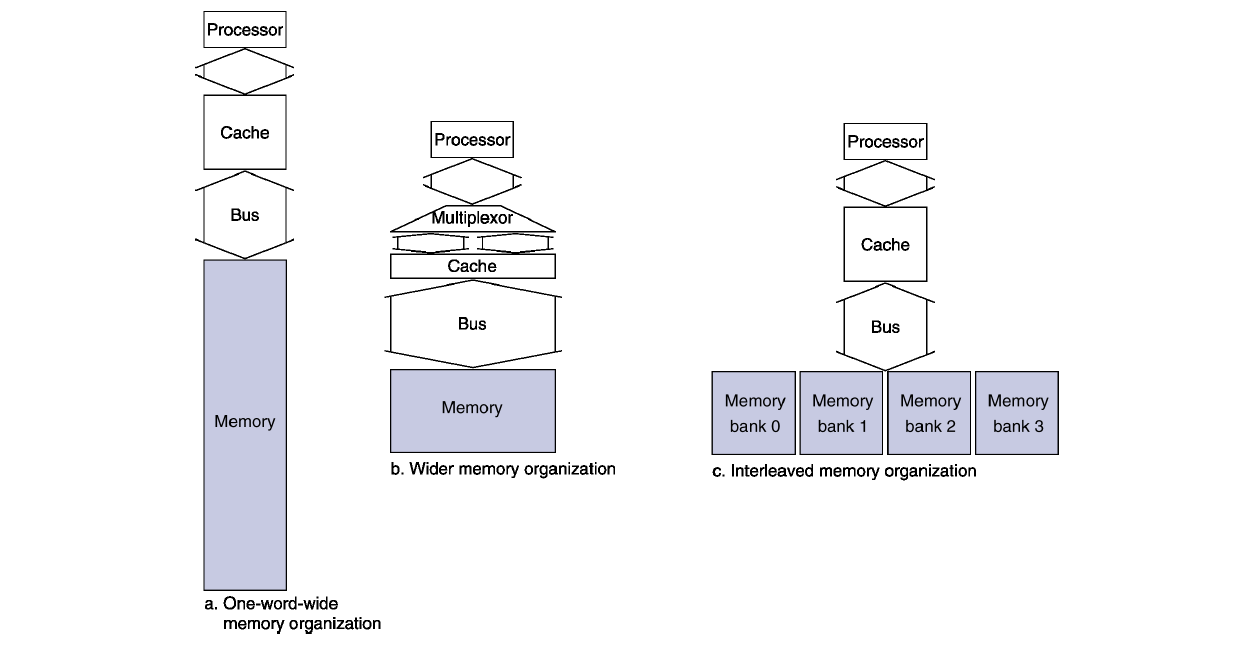 Processor
Cache
Bus
Memory
a. One-word-wide
memory organization
Processor
Multiplexor
Cache
Bus
Memory
b. Wider memory organization
Processor
Cache
Bus
Memory
bank 0
Memory
bank 1
Memory
bank 2
Memory
bank 3
c. Interleaved memory organization